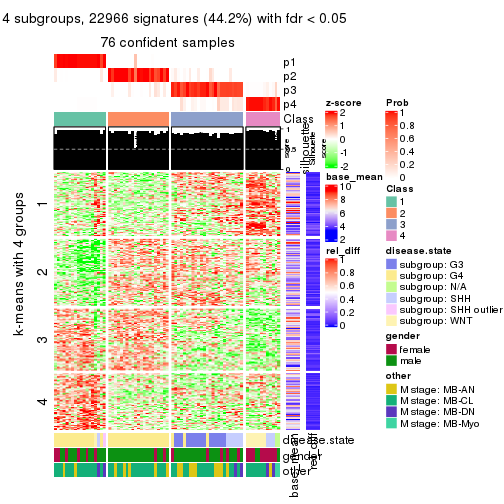 4 subgroups, 22966 signatures (44.2%) with fdr < 0.05
76 confident samples
p1
p2
p3
p4
Class
silhouette
1
0.5
0
k-means with 4 groups
1
2
3
4
disease.state
gender
other
base_mean
rel_diff
z-score
2
1
0
-1
-2
base_mean
10
8
6
4
2
rel_diff
1
0.8
0.6
0.4
0.2
0
Prob
1
0.8
0.6
0.4
0.2
0
Class
1
2
3
4
disease.state
subgroup: G3
subgroup: G4
subgroup: N/A
subgroup: SHH
subgroup: SHH outlier
subgroup: WNT
gender
female
male
other
M stage: MB-AN
M stage: MB-CL
M stage: MB-DN
M stage: MB-Myo